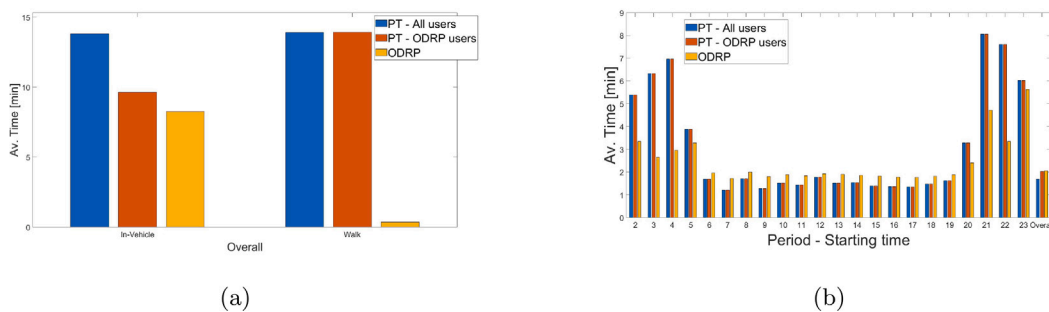 15
10
5
0
Av. Time [min]
PT - All users
PT - ODRP users
ODRP
In-Vehicle
Walk
Overall
(a)
9
8
7
6
5
4
3
2
1
0
Av. Time [min]
PT - All users
PT - ODRP users
ODRP
2 3 4 5 6 7 8 9 10 11 12 13 14 15 16 17 18 19 20 21 22 23 Overall
Period - Starting time
(b)